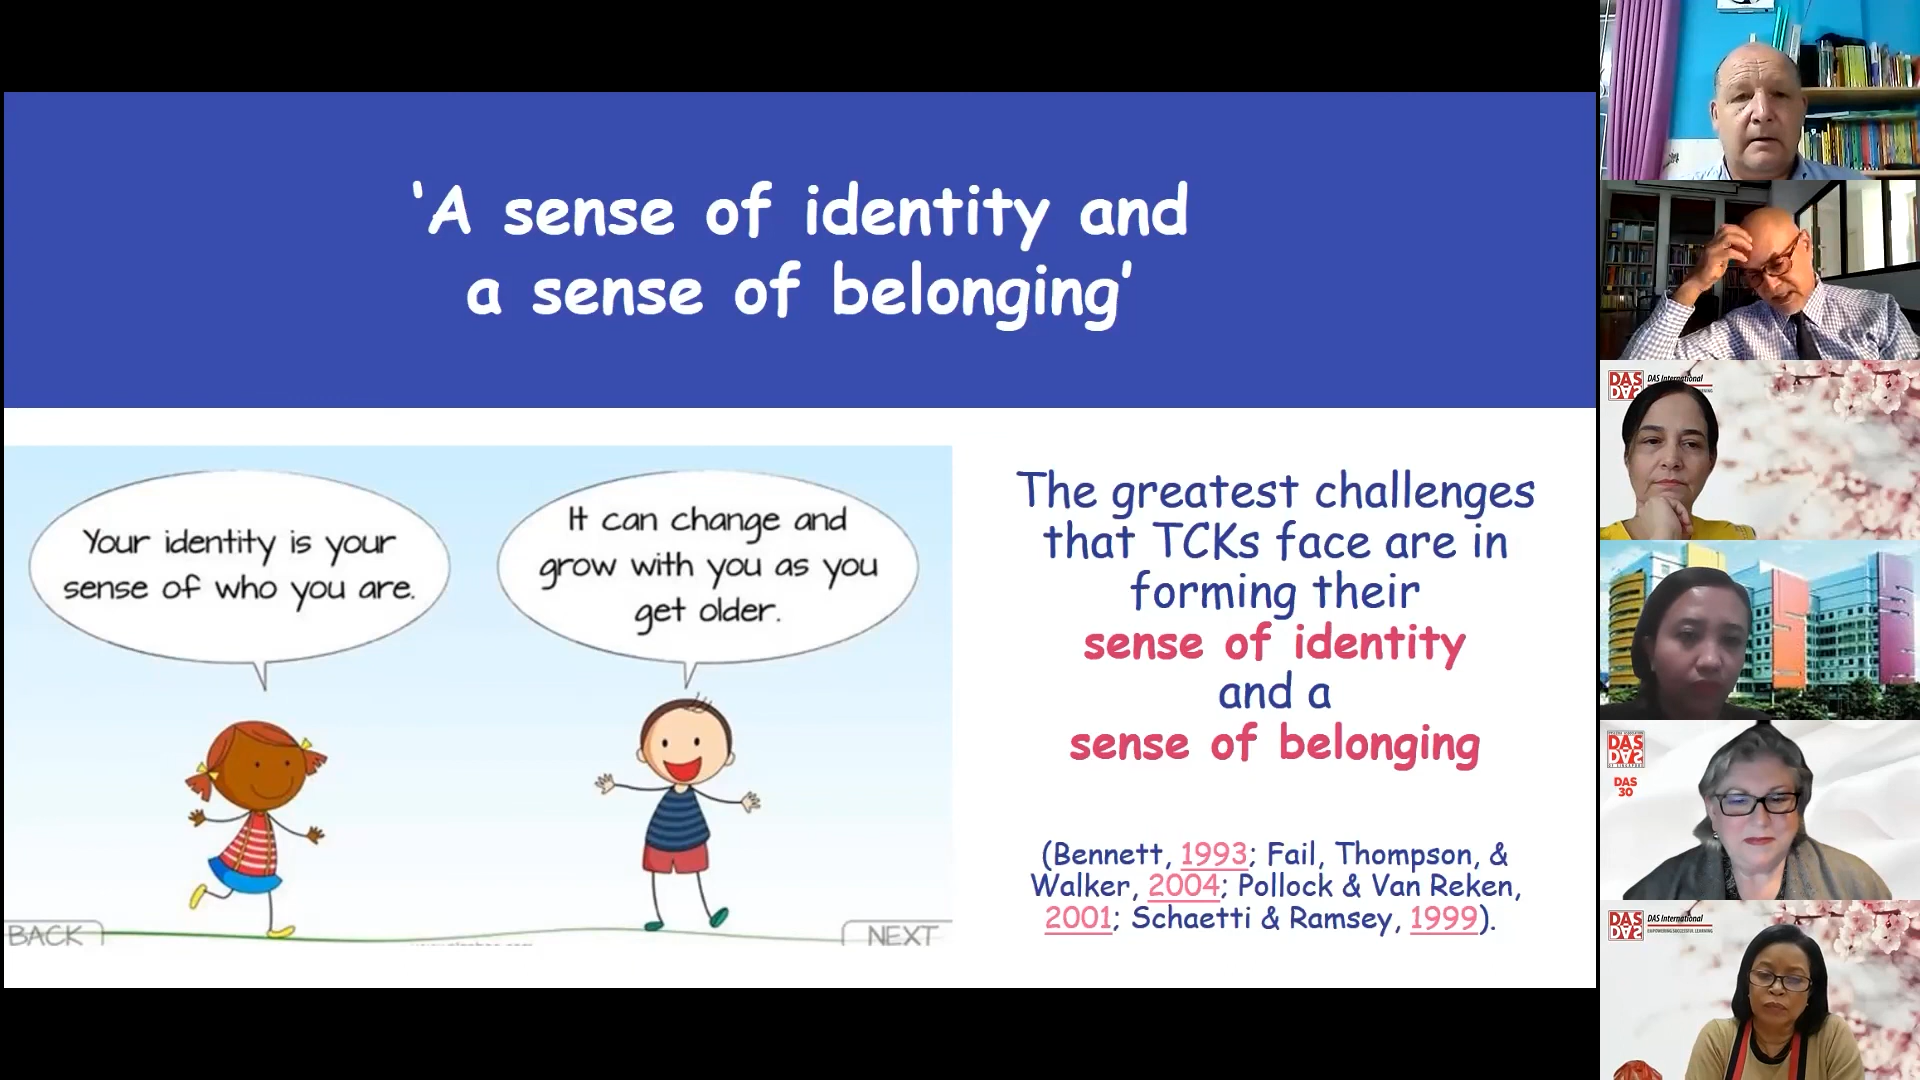 ‘A sense of identity and
a sense of belonging’
Your identity is your
sense of who you are.
It can change and
grow with you as you
get older.
BACK
NEXT
The greatest challenges
that TCKs face are in
forming their
sense of identity
and a
sense of belonging
(Bennett, 1993; Fail, Thompson, &
Walker, 2004; Pollock & Van Reken,
2001; Schaetti & Ramsey, 1999).
DAS
DAS International
DAS
DAS
30
DAS
DAS International
EMPOWERING SUCCESSFUL LEARNING